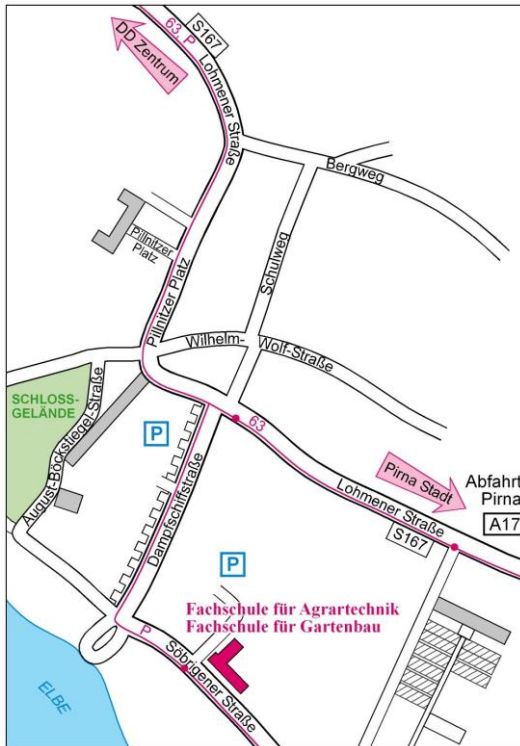 63, P
S167
DD Zentrum
Lohmener Straße
Bergweg
Pillnitzer
Platz
Schulweg
Pillnitzer Platz
Wilhelm-
Wolf-Straße
SCHLOSS-
GELÄNDE
August-Böckstiegel-Straße
P
63
Dampfschiffstraße
Pirna Stadt
Abfahrt
Pirna
A17
Lohmener Straße
S167
P
Fachschule für Agrartechnik
Fachschule für Gartenbau
P
Söbrigener Straße
ELBE